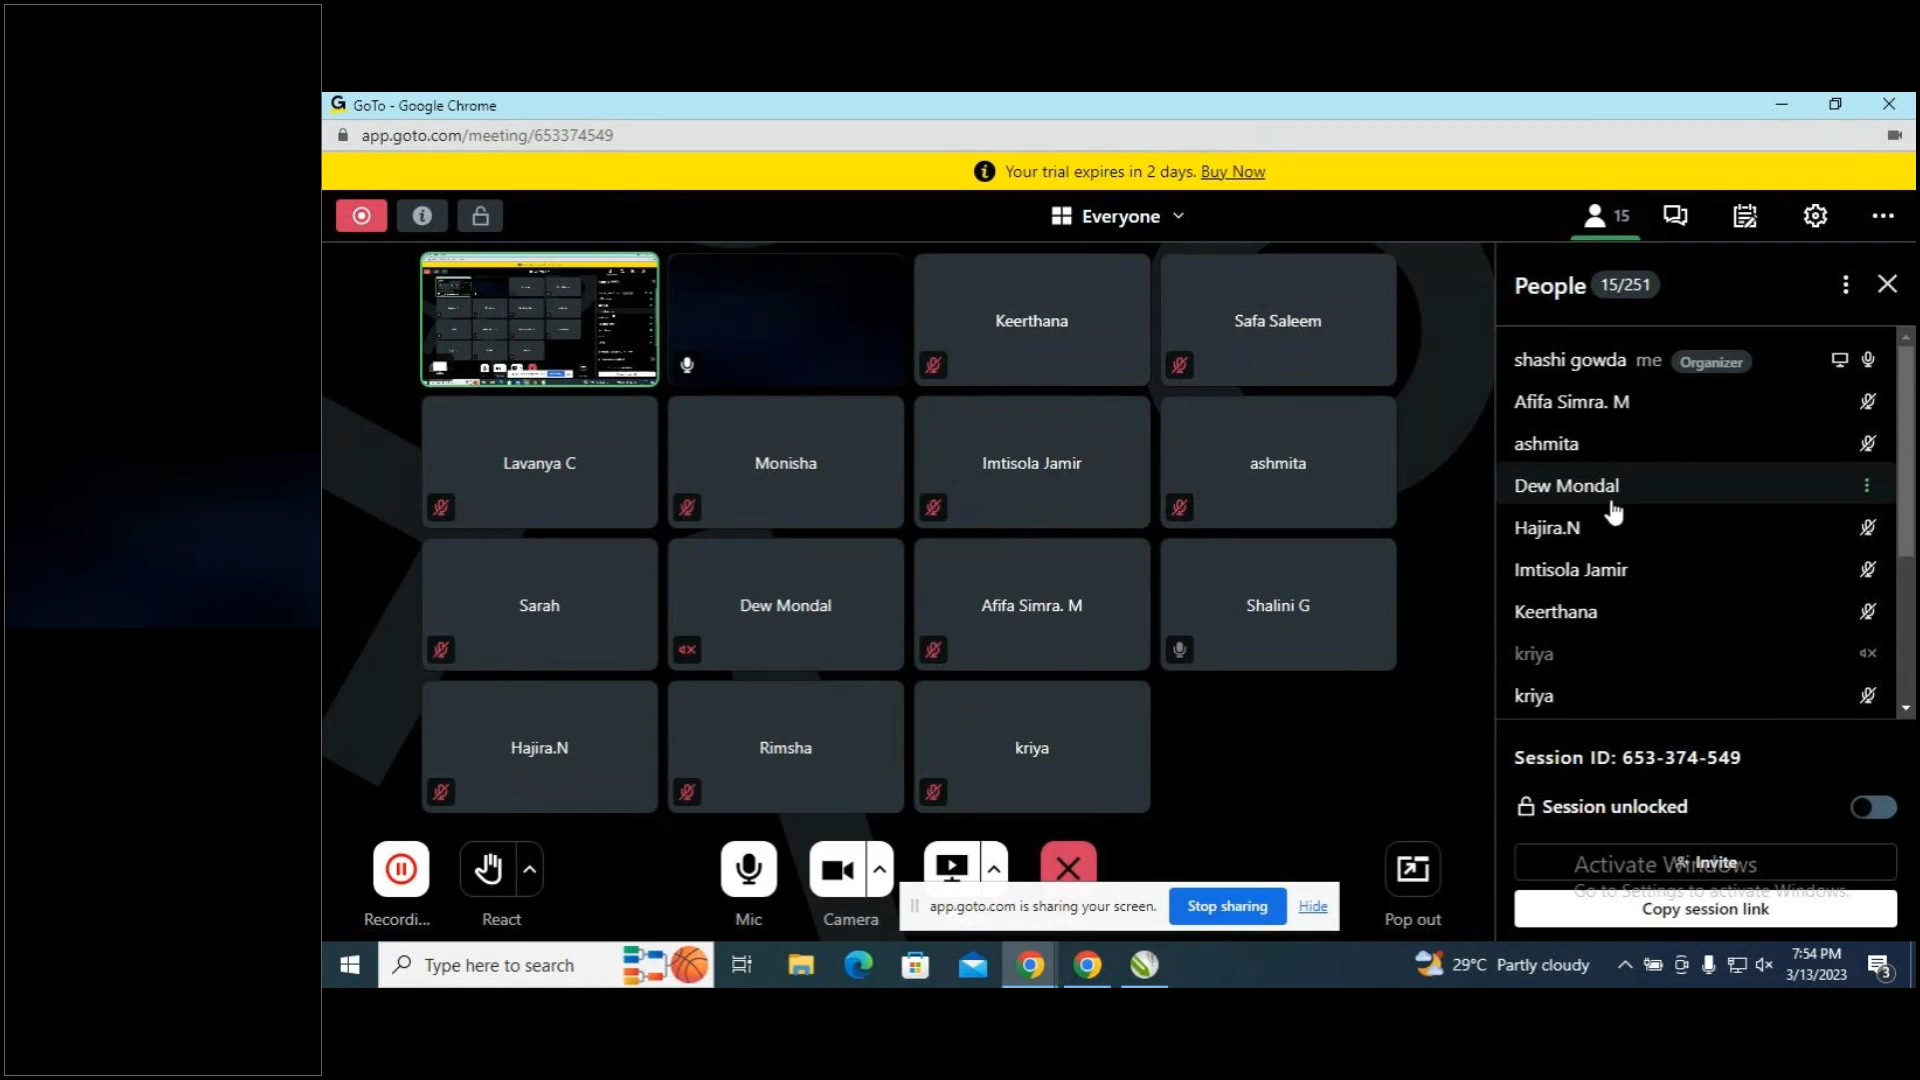 GoTo - Google Chrome
app.goto.com/meeting/653374549
Your trial expires in 2 days. Buy Now
Everyone
15
People 15/251
shashi gowda me Organizer
Afifa Simra. M
ashmita
Dew Mondal
Hajira.N
Imtisola Jamir
Keerthana
kriya
kriya
Keerthana
Safa Saleem
Lavanya C
Monisha
Imtisola Jamir
ashmita
Sarah
Dew Mondal
Afifa Simra. M
Shalini G
Hajira.N
Rimsha
kriya
Session ID: 653-374-549
Session unlocked
Invite
Activate Windows
Go to Settings to activate Windows.
Copy session link
Recordi...
React
Mic
Camera
app.goto.com is sharing your screen.
Stop sharing
Hide
Pop out
Type here to search
29°C Partly cloudy
7:54 PM
3/13/2023
3